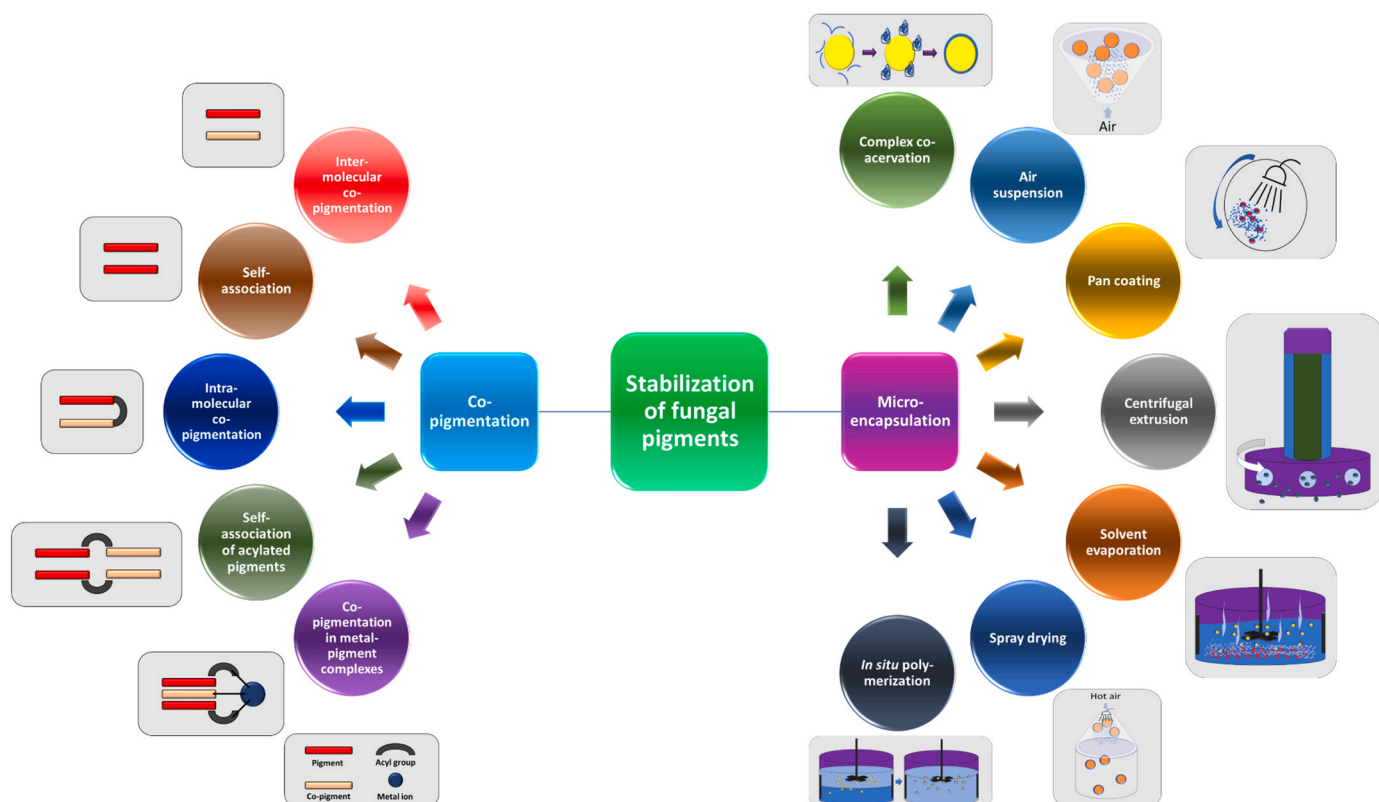 Stabilization
of fungal
pigments
Co-
pigmentation
Inter-
molecular
co-
pigmentation
Self-
association
Intra-
molecular
co-
pigmentation
Self-
association
of acylated
pigments
Co-
pigmentation
in metal-
pigment
complexes
Pigment
Acyl group
Co-pigment
Metal ion
Micro-
encapsulation
Complex co-
acervation
Air
suspension
Air
Pan coating
Centrifugal
extrusion
Solvent
evaporation
Spray drying
Hot air
In situ poly-
merization